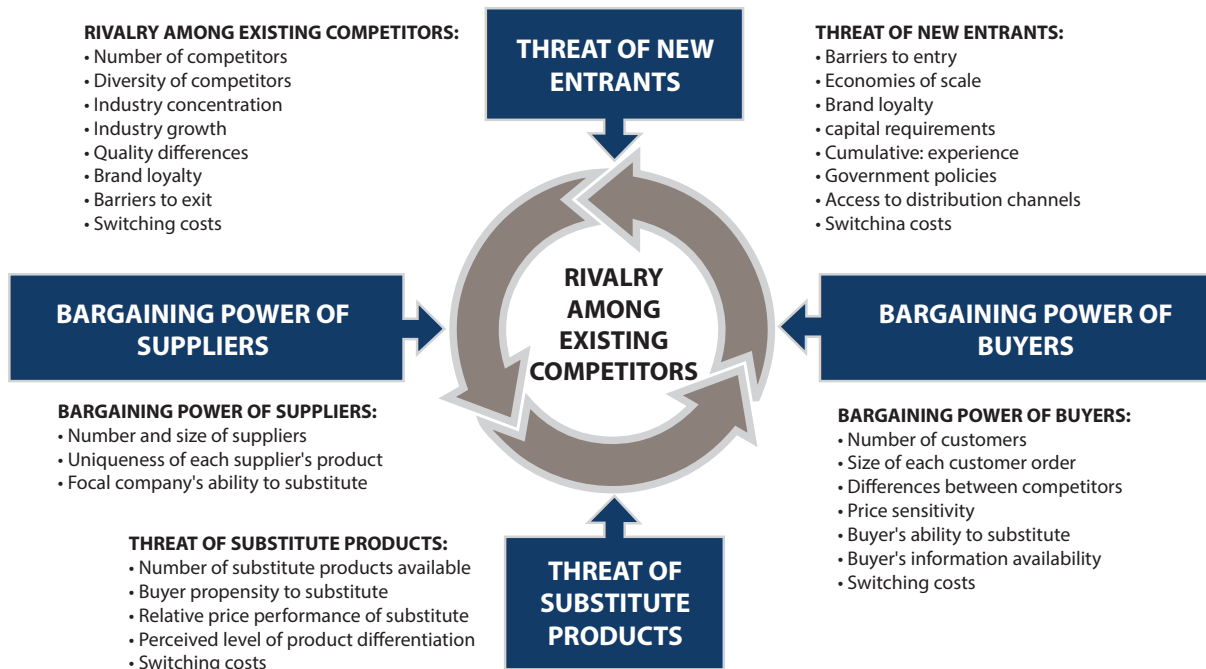 RIVALRY AMONG EXISTING COMPETITORS:
• Number of competitors
• Diversity of competitors
• Industry concentration
• Industry growth
• Quality differences
• Brand loyalty
• Barriers to exit
• Switching costs
THREAT OF NEW
ENTRANTS
THREAT OF NEW ENTRANTS:
• Barriers to entry
• Economies of scale
• Brand loyalty
• capital requirements
• Cumulative: experience
• Government policies
• Access to distribution channels
• Switchina costs
BARGAINING POWER OF
SUPPLIERS
RIVALRY
AMONG
EXISTING
COMPETITORS
BARGAINING POWER OF
BUYERS
BARGAINING POWER OF SUPPLIERS:
• Number and size of suppliers
• Uniqueness of each supplier's product
• Focal company's ability to substitute
BARGAINING POWER OF BUYERS:
• Number of customers
• Size of each customer order
• Differences between competitors
• Price sensitivity
• Buyer's ability to substitute
• Buyer's information availability
• Switching costs
THREAT OF SUBSTITUTE PRODUCTS:
• Number of substitute products available
• Buyer propensity to substitute
• Relative price performance of substitute
• Perceived level of product differentiation
• Switching costs
THREAT OF
SUBSTITUTE
PRODUCTS